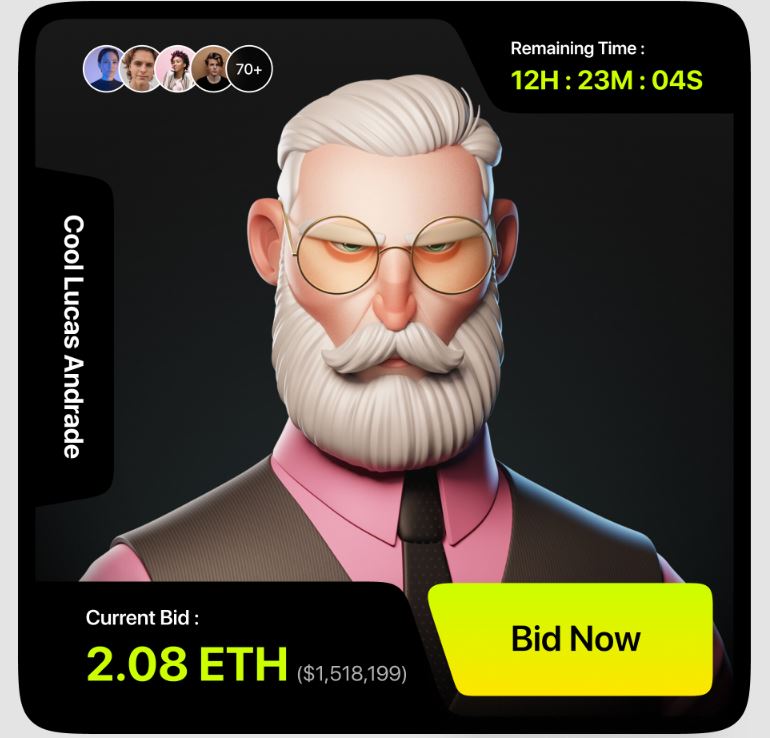 70+
Remaining Time :
12H : 23M : 04S
Cool Lucas Andrade
Current Bid :
2.08 ETH ($1,518,199)
Bid Now